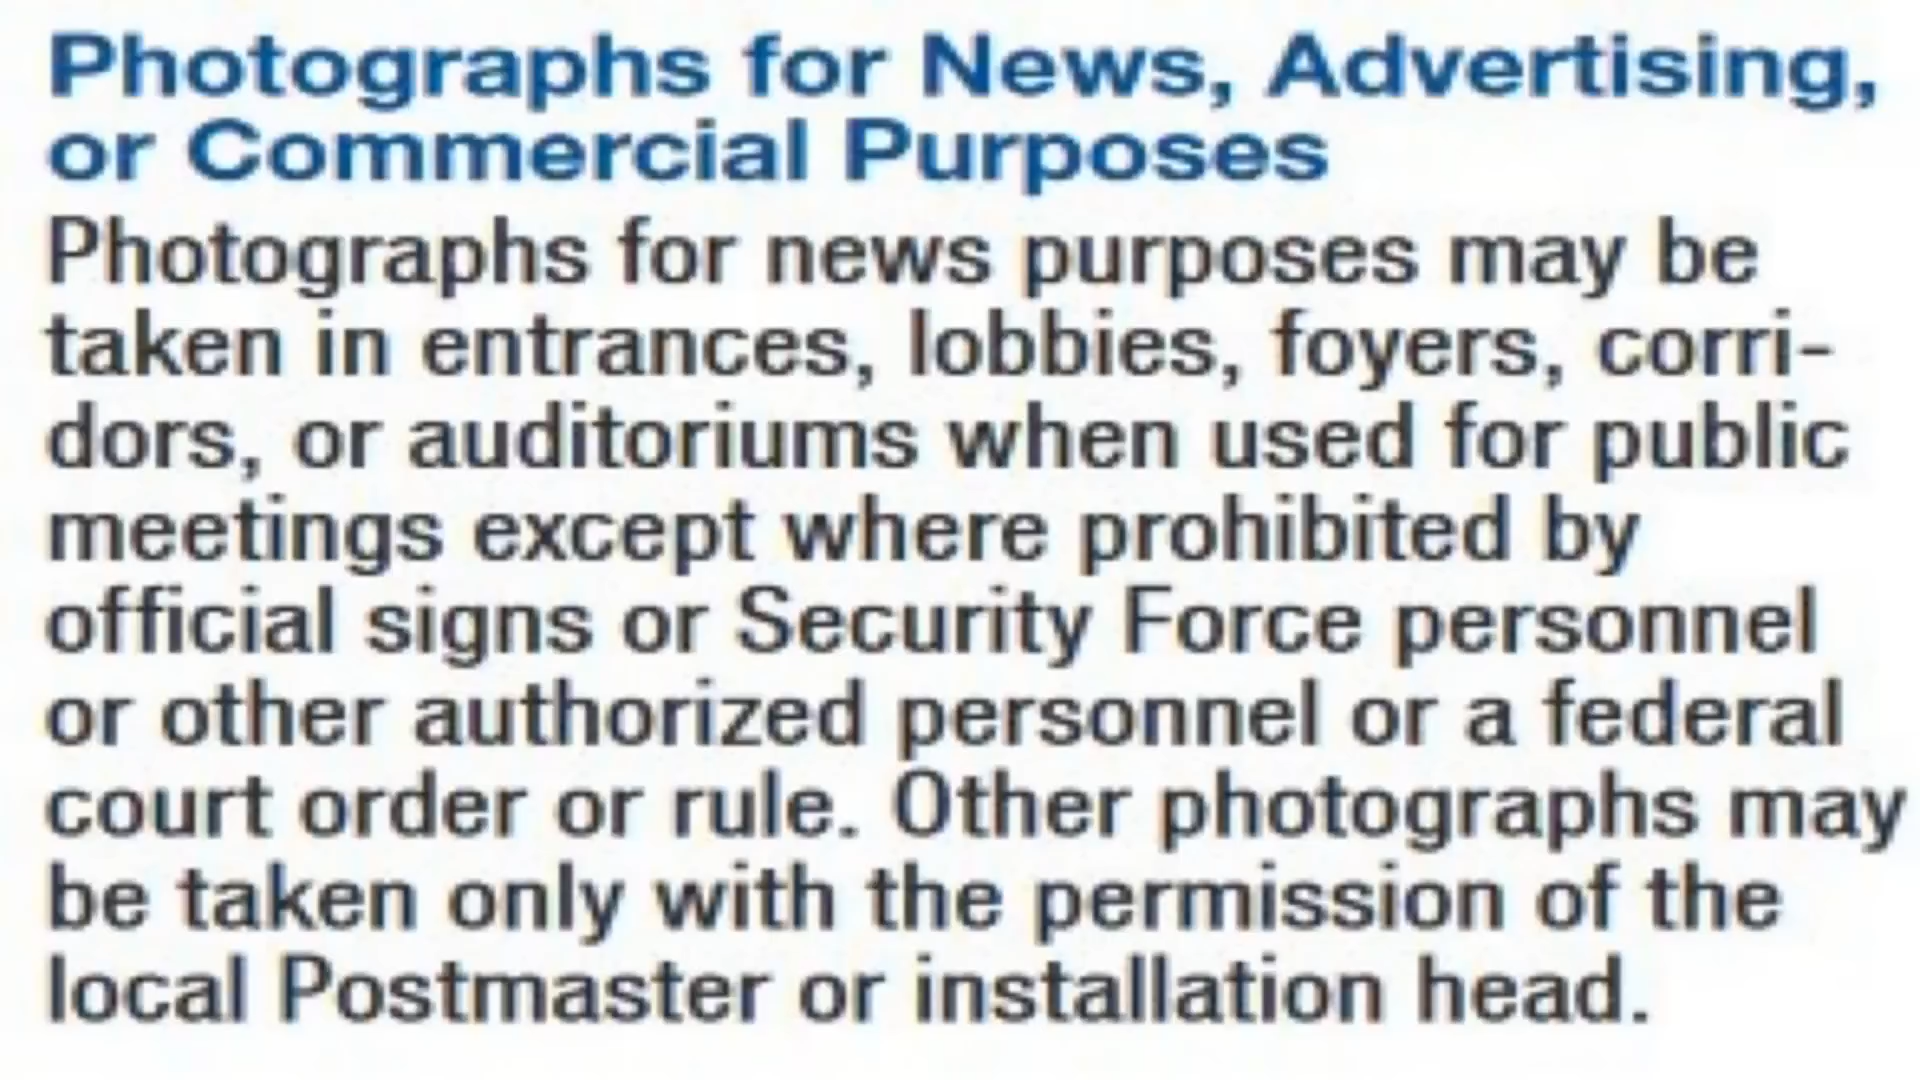 Photographs for News, Advertising,
or Commercial Purposes
Photographs for news purposes may be
taken in entrances, lobbies, foyers, corri-
dors, or auditoriums when used for public
meetings except where prohibited by
official signs or Security Force personnel
or other authorized personnel or a federal
court order or rule. Other photographs may
be taken only with the permission of the
local Postmaster or installation head.